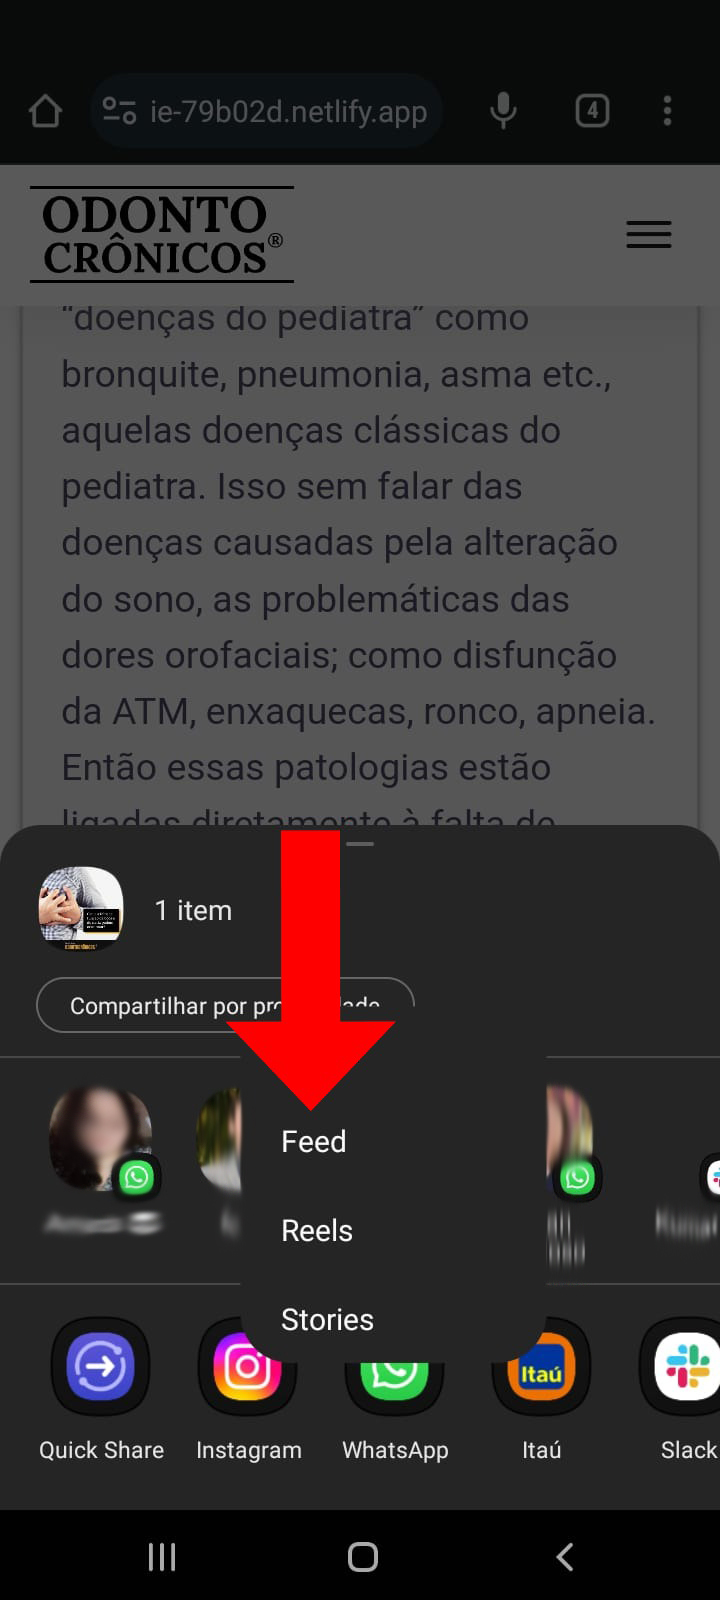 ie-79b02d.netlify.app
4
ODONTO
CRÔNICOS®
“doenças do pediatra” como
bronquite, pneumonia, asma etc.,
aquelas doenças clássicas do
pediatra. Isso sem falar das
doenças causadas pela alteração
do sono, as problemáticas das
dores orofaciais; como disfunção
da ATM, enxaquecas, ronco, apneia.
Então essas patologias estão
ligadas diretamente à falta de
1 item
Compartilhar por
Feed
Reels
Stories
Itaú
Quick Share
Instagram
WhatsApp
Itaú
Slack